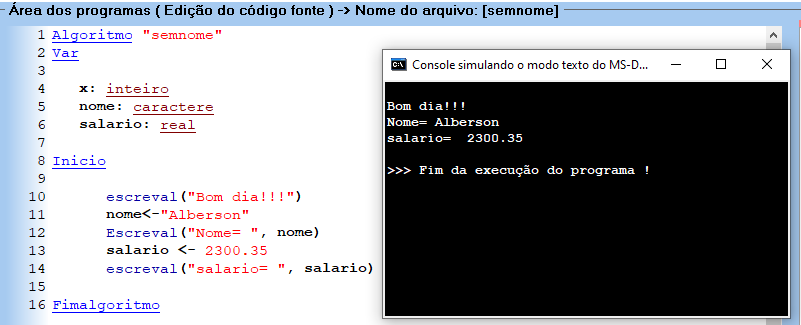 Área dos programas ( Edição do código fonte ) -> Nome do arquivo: [semnome]
1 Algoritmo "semnome"
2 Var
3
4 x: inteiro
5 nome: caractere
6 salario: real
7
8 Inicio
9
10 escreval("Bom dia!!!")
11 nome<-"Alberson"
12 Escreval("Nome= ", nome)
13 salario <- 2300.35
14 escreval("salario= ", salario)
15
16 Fimalgoritmo
C:\ Console simulando o modo texto do MS-D...
Bom dia!!!
Nome= Alberson
salario=  2300.35
>>> Fim da execução do programa !